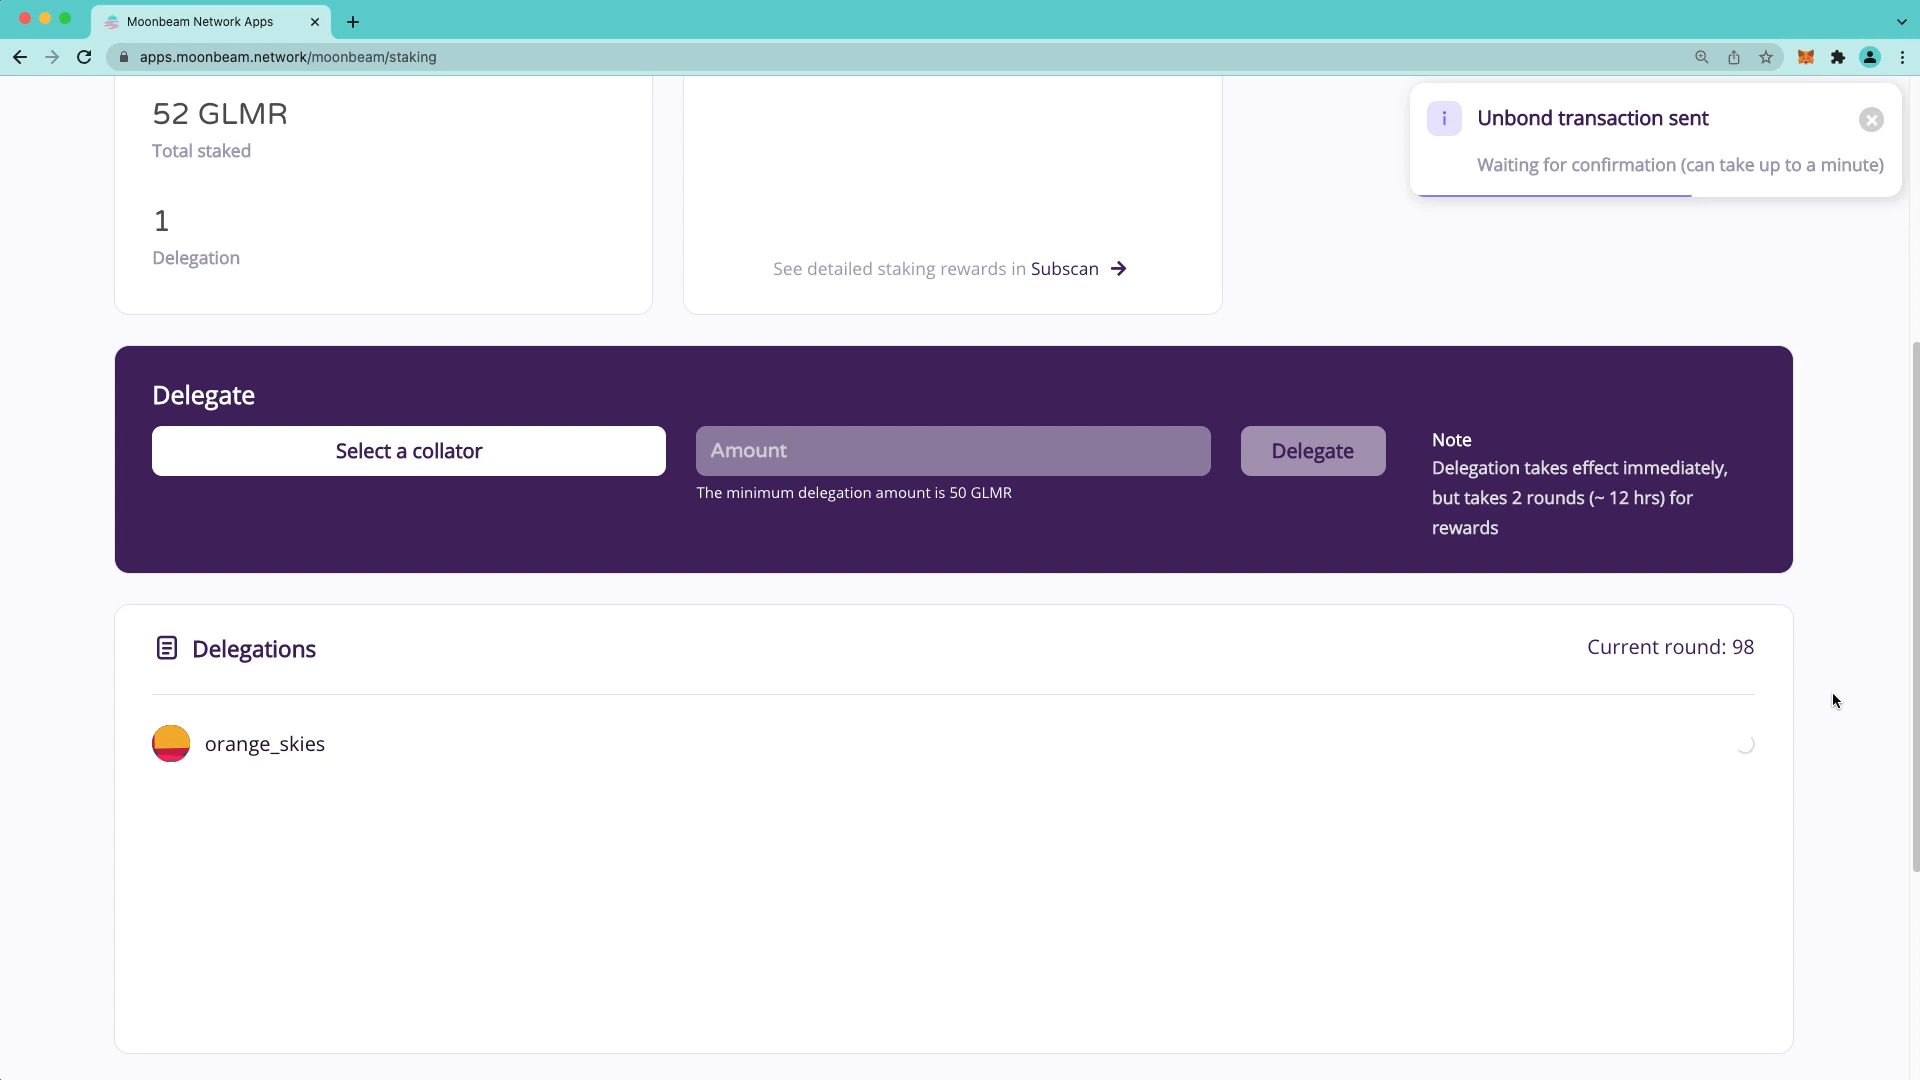 Moonbeam Network Apps
apps.moonbeam.network/moonbeam/staking
52 GLMR
Total staked
1
Delegation
See detailed staking rewards in Subscan
Unbond transaction sent
Waiting for confirmation (can take up to a minute)
Delegate
Select a collator
Amount
Delegate
The minimum delegation amount is 50 GLMR
Note
Delegation takes effect immediately,
but takes 2 rounds (~ 12 hrs) for
rewards
Delegations
Current round: 98
orange_skies